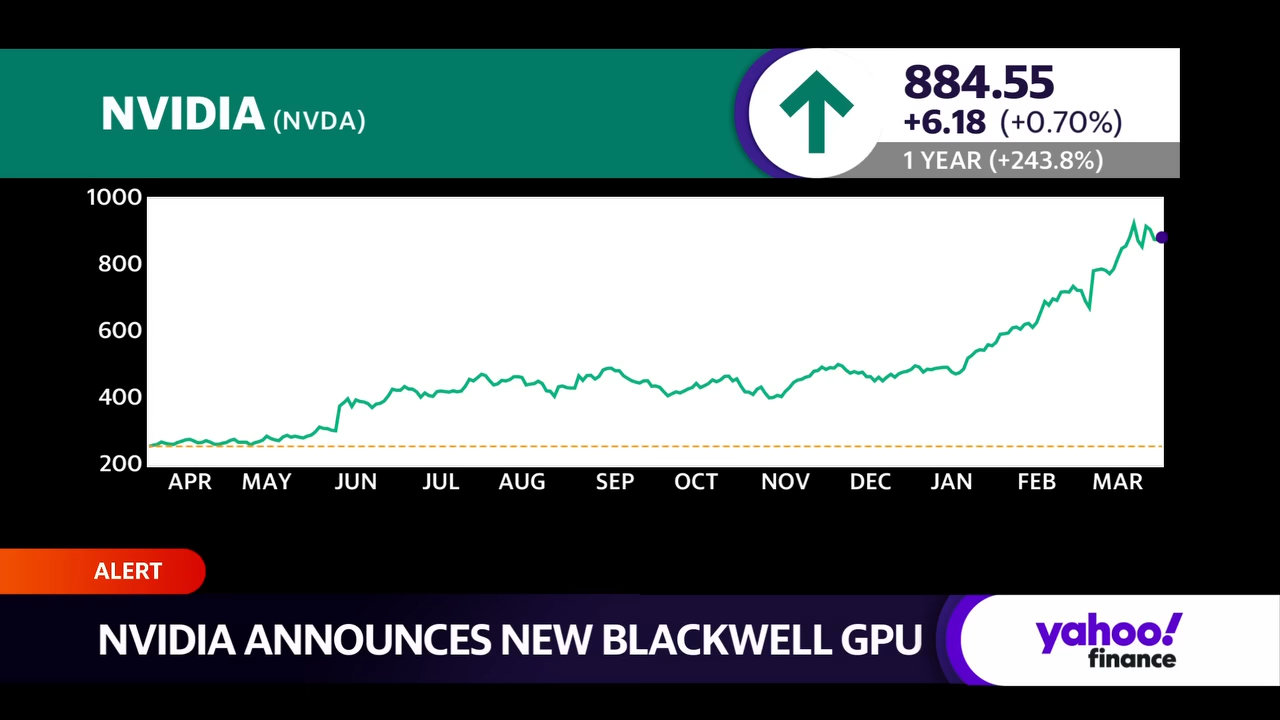 NVIDIA (NVDA)
884.55
+6.18 (+0.70%)
1 YEAR (+243.8%)
1000
800
600
400
200
APR MAY JUN JUL AUG SEP OCT NOV DEC JAN FEB MAR
ALERT
NVIDIA ANNOUNCES NEW BLACKWELL GPU
yahoo!
finance